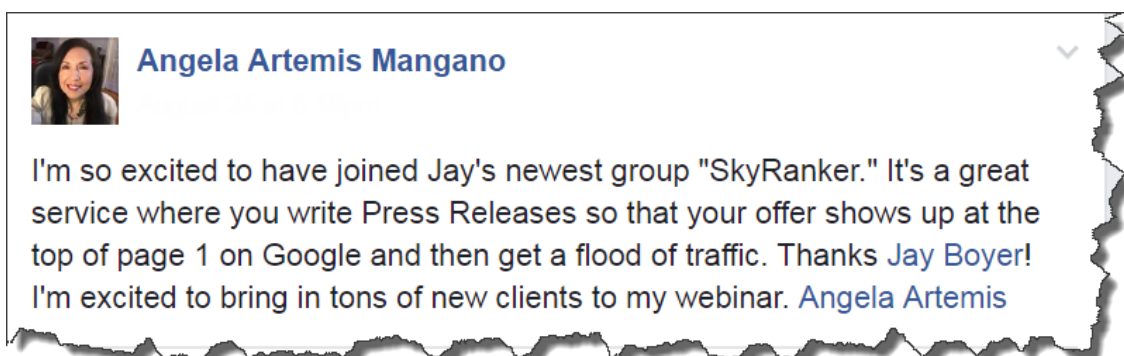 Angela Artemis Mangano
I'm so excited to have joined Jay's newest group "SkyRanker." It's a great
service where you write Press Releases so that your offer shows up at the
top of page 1 on Google and then get a flood of traffic. Thanks Jay Boyer!
I'm excited to bring in tons of new clients to my webinar. Angela Artemis